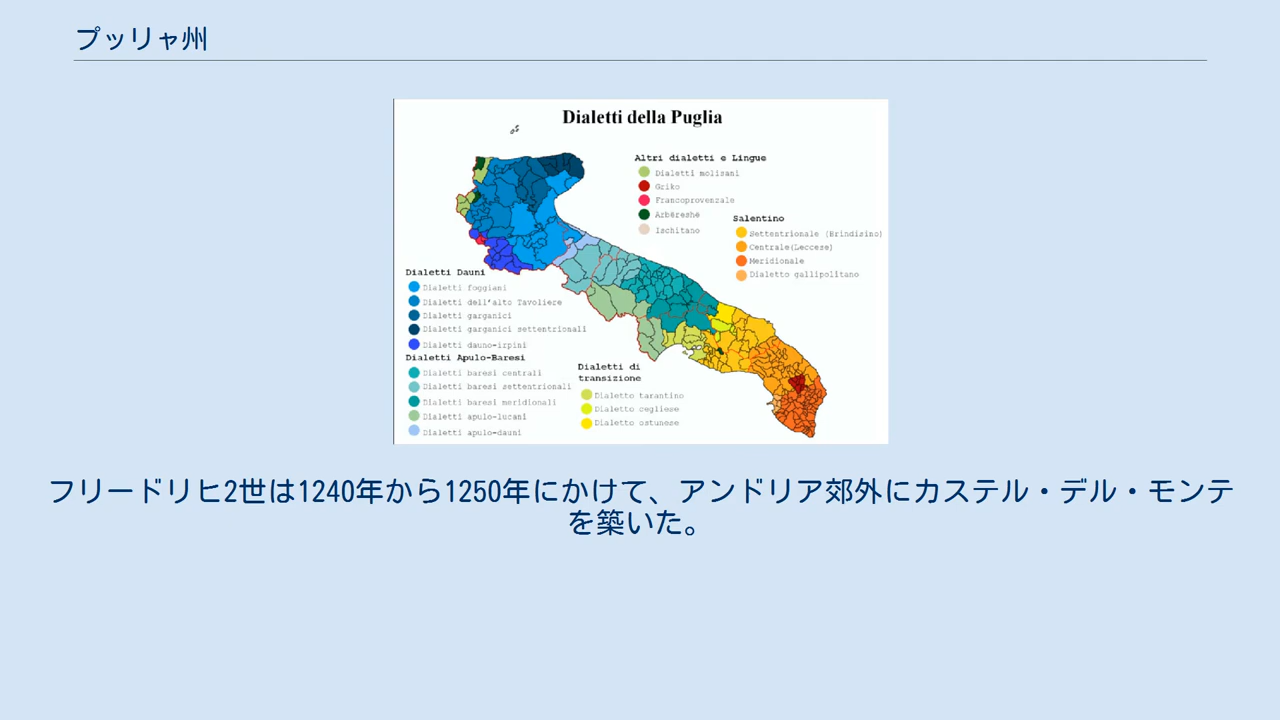 プッリャ州
Dialetti della Puglia
Altri dialetti e Lingue
Dialetti molisani
Griko
Francoprovenzale
Arbëreshë
Ischitano
Salentino
Settentrionale (Brindisino)
Centrale(Leccese)
Meridionale
Dialetto gallipolitano
Dialetti Dauni
Dialetti foggiani
Dialetti dell'alto Tavoliere
Dialetti garganici
Dialetti garganici settentrionali
Dialetti dauno-irpini
Dialetti Apulo-Baresi
Dialetti baresi centrali
Dialetti baresi settentrionali
Dialetti baresi meridionali
Dialetti apulo-lucani
Dialetti apulo-dauni
Dialetti di
transizione
Dialetto tarantino
Dialetto cegliese
Dialetto ostunese
フリードリヒ2世は1240年から1250年にかけて、アンドリア郊外にカステル・デル・モンテ
を築いた。